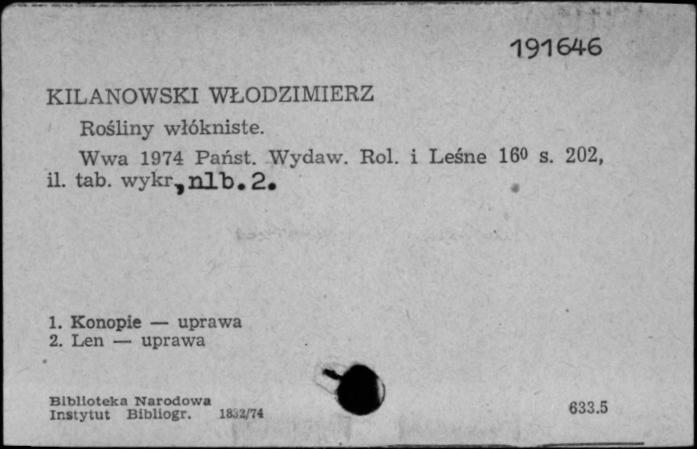 191646
KILANOWSKI WŁODZIMIERZ
Rośliny włókniste.
Wwa 1974 Państ. Wydaw. Rol. i Leśne 16⁰ s. 202,
il. tab. wykr, nlb. 2.
1. Konopie — uprawa
2. Len — uprawa
Biblioteka Narodowa
Instytut Bibliogr.
633.5